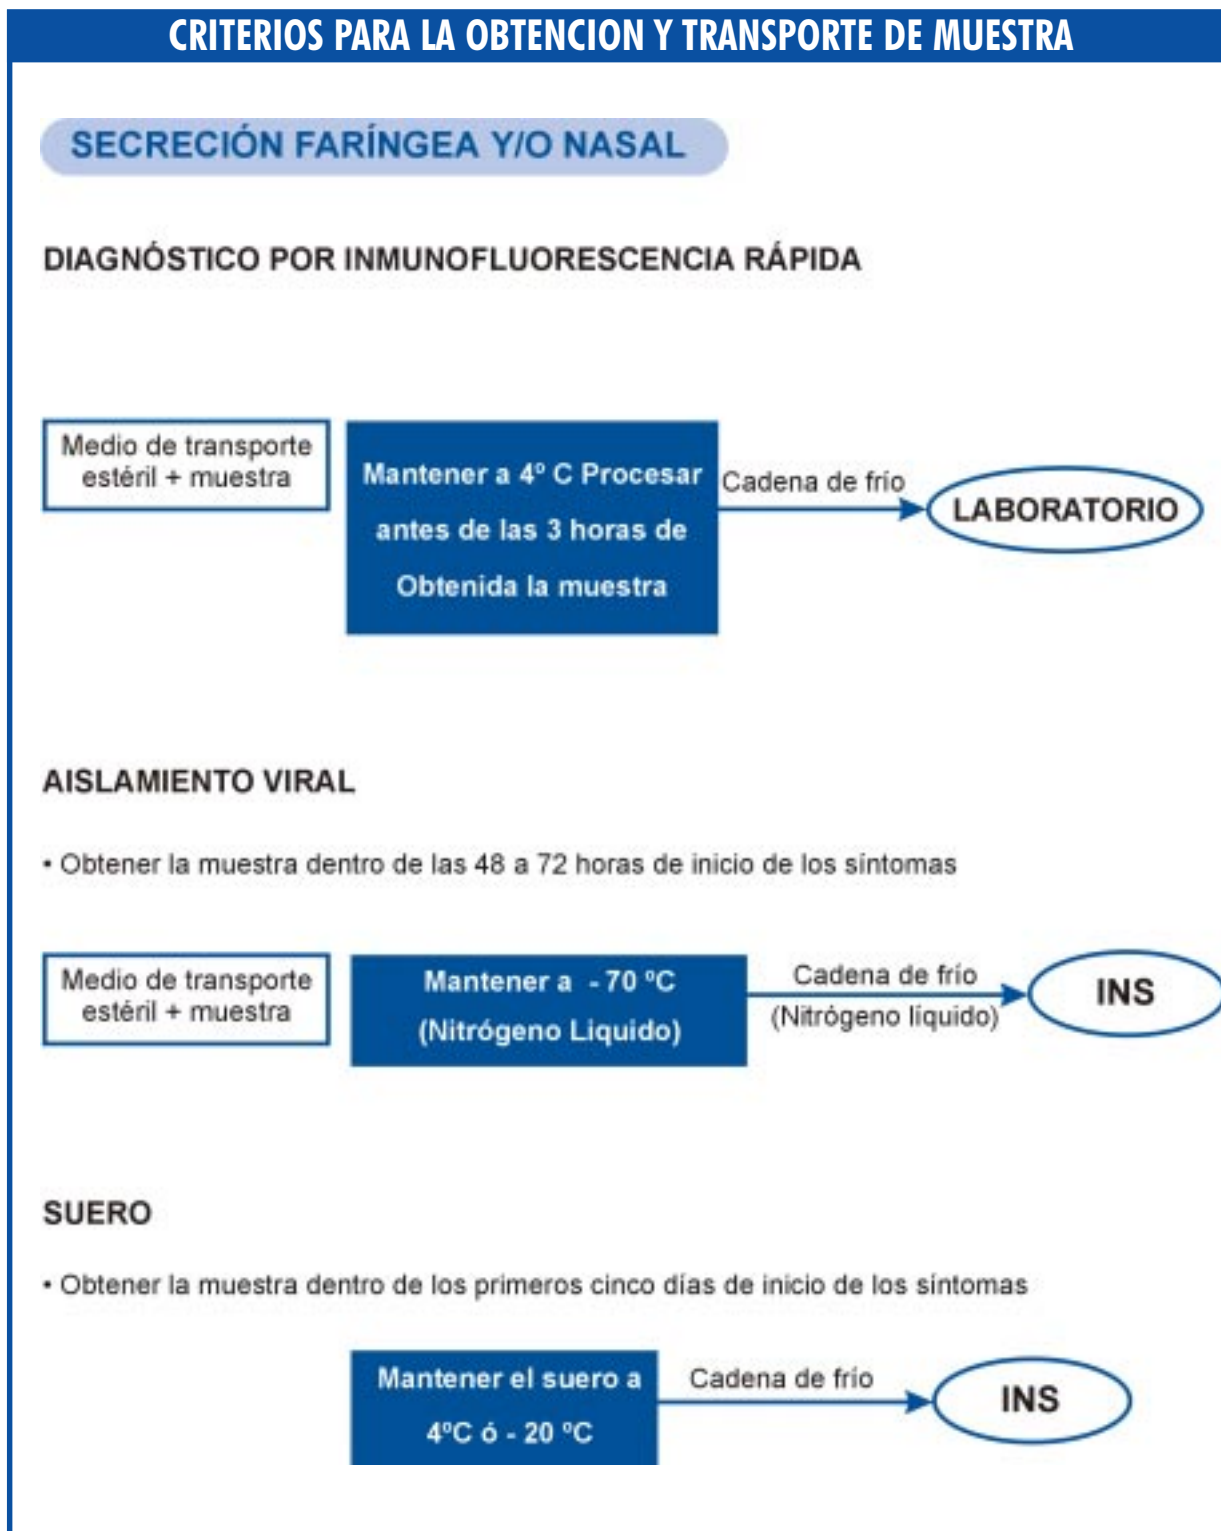 CRITERIOS PARA LA OBTENCION Y TRANSPORTE DE MUESTRA
SECRECIÓN FARÍNGEA Y/O NASAL
DIAGNÓSTICO POR INMUNOFLUORESCENCIA RÁPIDA
Medio de transporte
estéril + muestra
Mantener a 4º C Procesar
antes de las 3 horas de
Obtenida la muestra
Cadena de frío
LABORATORIO
AISLAMIENTO VIRAL
• Obtener la muestra dentro de las 48 a 72 horas de inicio de los síntomas
Medio de transporte
estéril + muestra
Mantener a - 70 ºC
(Nitrógeno Liquido)
Cadena de frío
(Nitrógeno líquido)
INS
SUERO
• Obtener la muestra dentro de los primeros cinco días de inicio de los síntomas
Mantener el suero a
4ºC ó - 20 ºC
Cadena de frío
INS